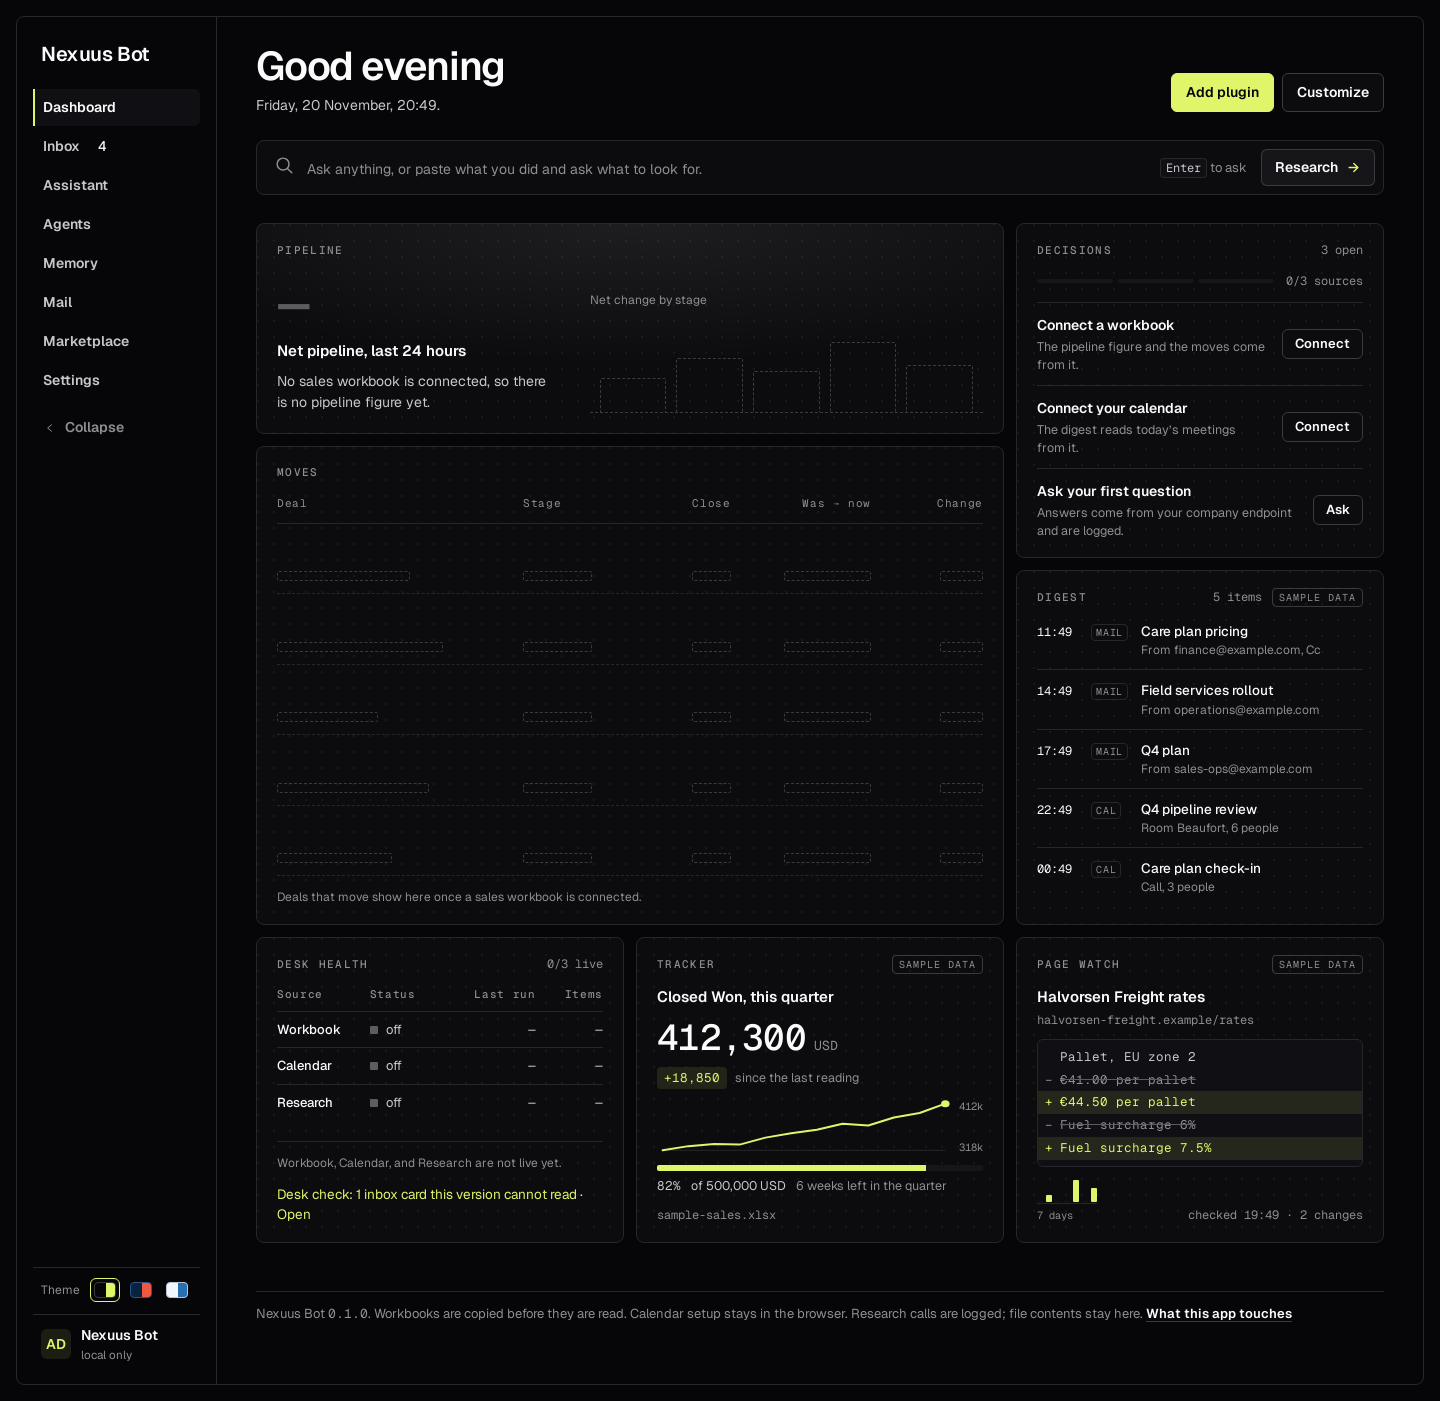 Nexuus Bot
Dashboard
Inbox 4
Assistant
Agents
Memory
Mail
Marketplace
Settings
Collapse
Theme
AD
Nexuus Bot
local only
Good evening
Friday, 20 November, 20:49.
Add plugin
Customize
Ask anything, or paste what you did and ask what to look for.
Enter to ask
Research →
PIPELINE
—
Net change by stage
Net pipeline, last 24 hours
No sales workbook is connected, so there
is no pipeline figure yet.
DECISIONS 3 open
0/3 sources
Connect a workbook
The pipeline figure and the moves come
from it.
Connect
Connect your calendar
The digest reads today's meetings
from it.
Connect
Ask your first question
Answers come from your company endpoint
and are logged.
Ask
MOVES
Deal Stage Close Was → now Change
Deals that move show here once a sales workbook is connected.
DIGEST 5 items SAMPLE DATA
11:49 MAIL Care plan pricing
From finance@example.com, Cc
14:49 MAIL Field services rollout
From operations@example.com
17:49 MAIL Q4 plan
From sales-ops@example.com
22:49 CAL Q4 pipeline review
Room Beaufort, 6 people
00:49 CAL Care plan check-in
Call, 3 people
DESK HEALTH 0/3 live
Source Status Last run Items
Workbook off — —
Calendar off — —
Research off — —
Workbook, Calendar, and Research are not live yet.
Desk check: 1 inbox card this version cannot read ·
Open
TRACKER SAMPLE DATA
Closed Won, this quarter
412,300 USD
+18,850 since the last reading
412k
318k
82% of 500,000 USD 6 weeks left in the quarter
sample-sales.xlsx
PAGE WATCH SAMPLE DATA
Halvorsen Freight rates
halvorsen-freight.example/rates
Pallet, EU zone 2
− €41.00 per pallet
+ €44.50 per pallet
− Fuel surcharge 6%
+ Fuel surcharge 7.5%
7 days
checked 19:49 · 2 changes
Nexuus Bot 0.1.0. Workbooks are copied before they are read. Calendar setup stays in the browser. Research calls are logged; file contents stay here. What this app touches